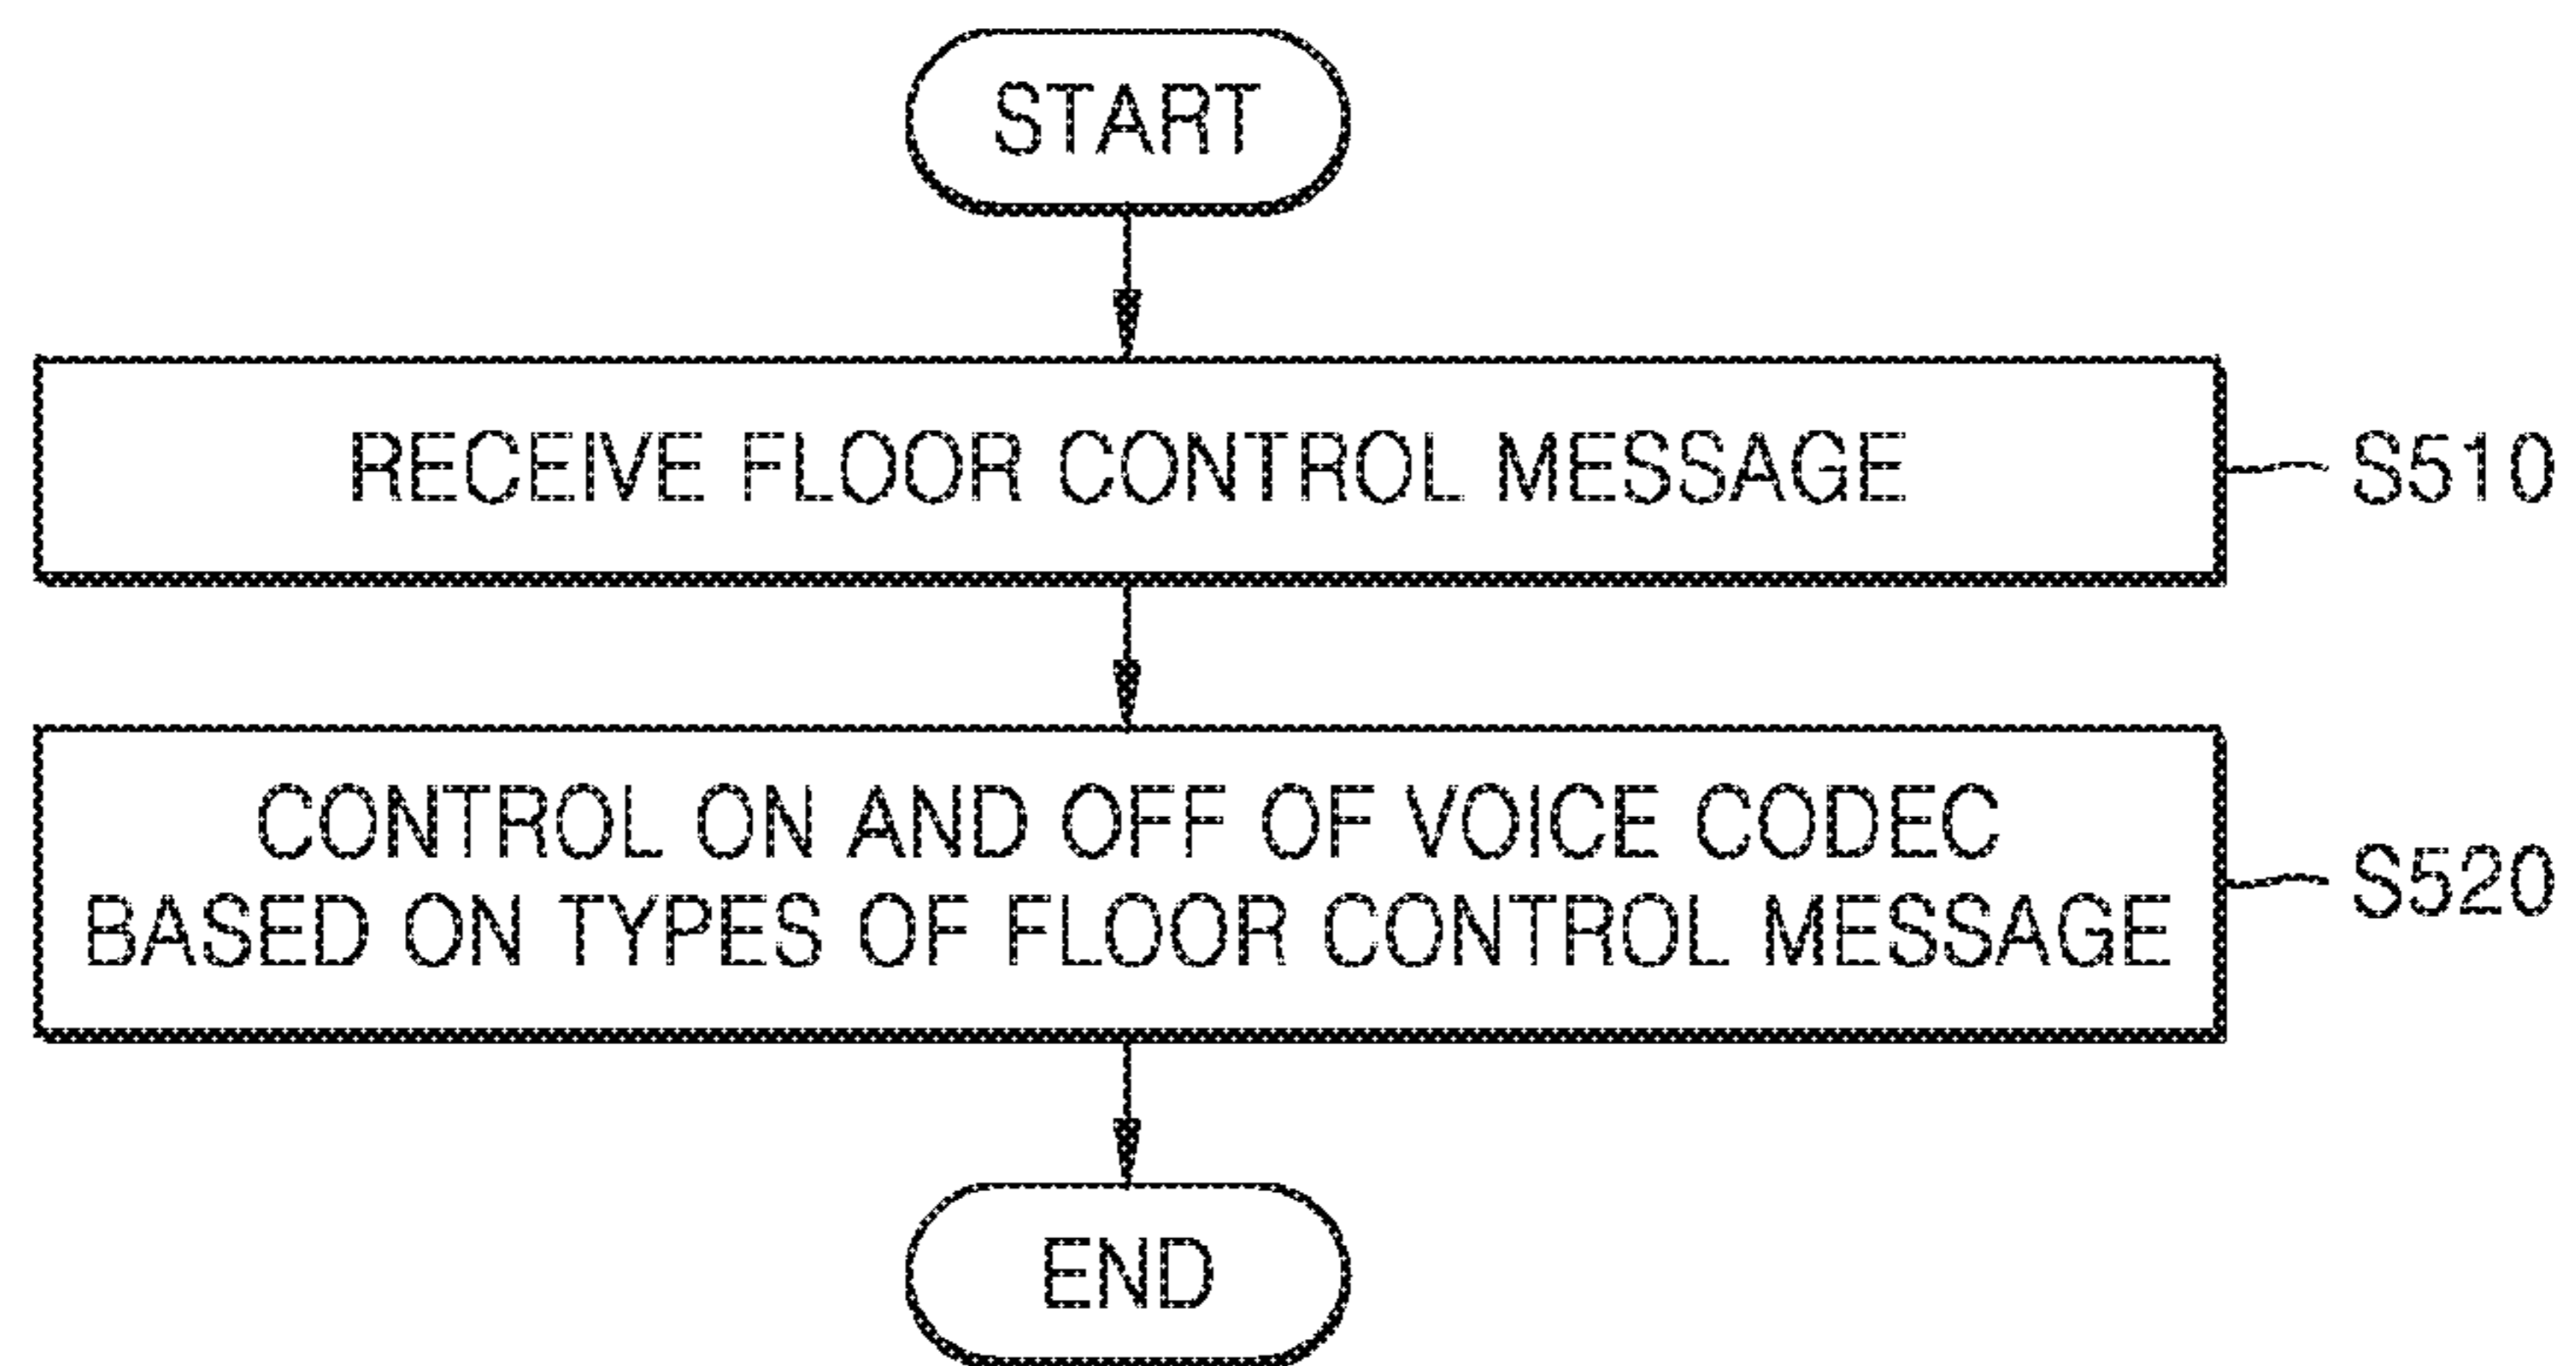 START
RECEIVE FLOOR CONTROL MESSAGE
S510
CONTROL ON AND OFF OF VOICE CODEC
BASED ON TYPES OF FLOOR CONTROL MESSAGE
S520
END